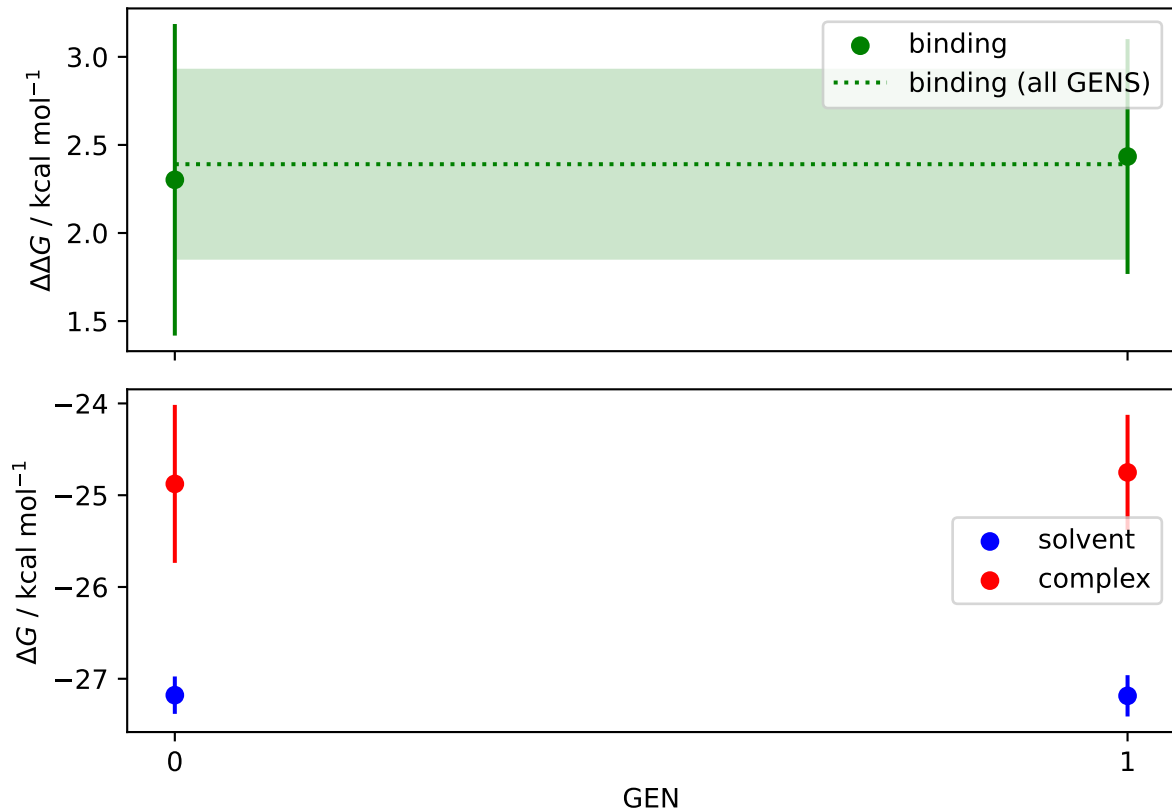 3.0
2.5
2.0
1.5
ΔΔG / kcal mol⁻¹
binding
binding (all GENS)
−24
−25
−26
−27
ΔG / kcal mol⁻¹
solvent
complex
0
1
GEN